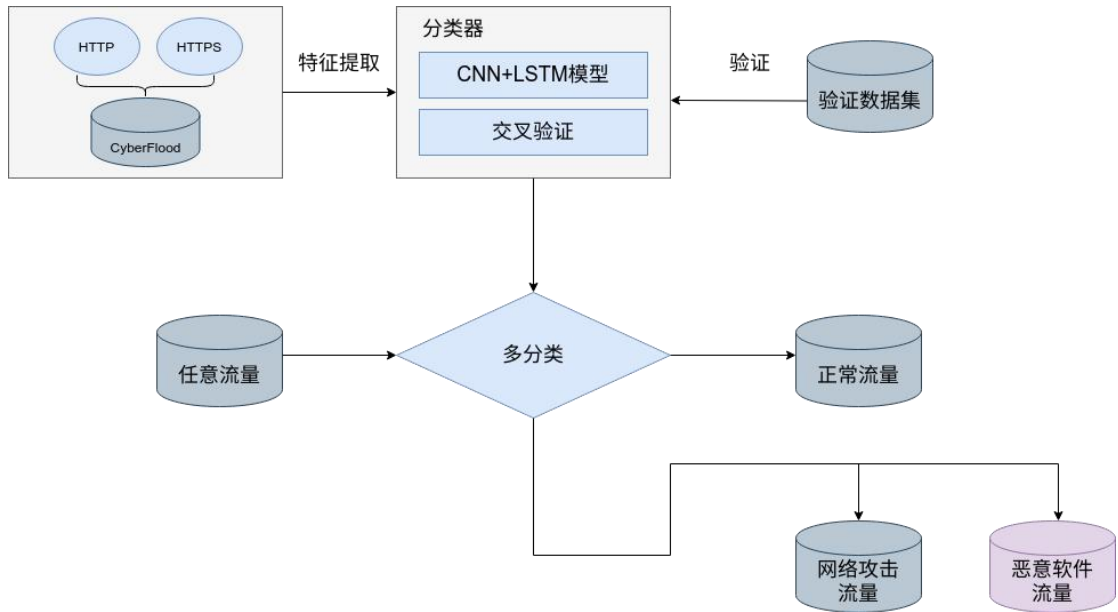 HTTP
HTTPS
CyberFlood
特征提取
分类器
CNN+LSTM模型
交叉验证
验证
验证数据集
任意流量
多分类
正常流量
网络攻击
流量
恶意软件
流量